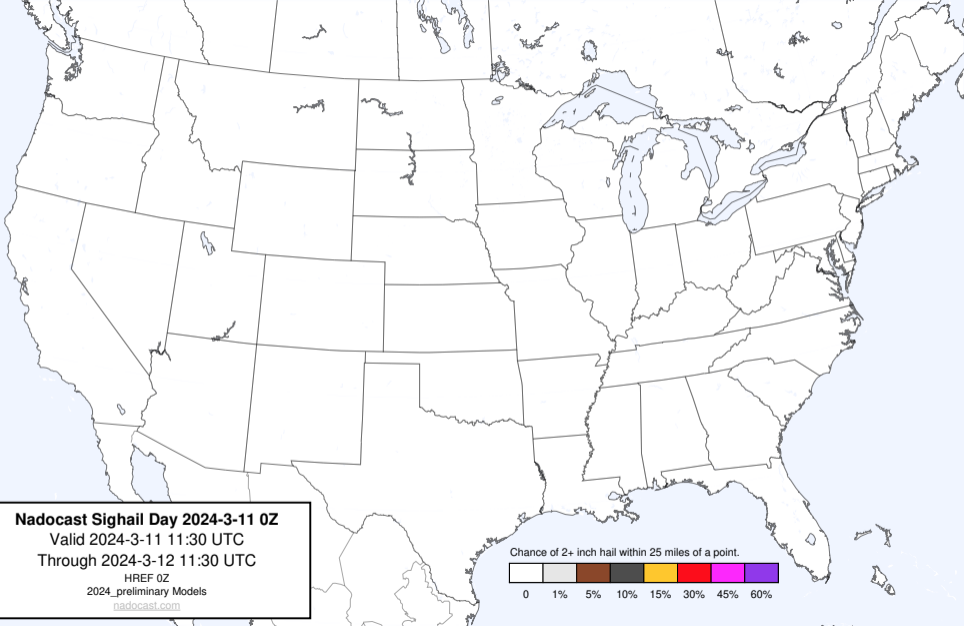 Nadocast Sighail Day 2024-3-11 0Z
Valid 2024-3-11 11:30 UTC
Through 2024-3-12 11:30 UTC
HREF 0Z
2024_preliminary Models
nadocast.com
Chance of 2+ inch hail within 25 miles of a point.
0 1% 5% 10% 15% 30% 45% 60%